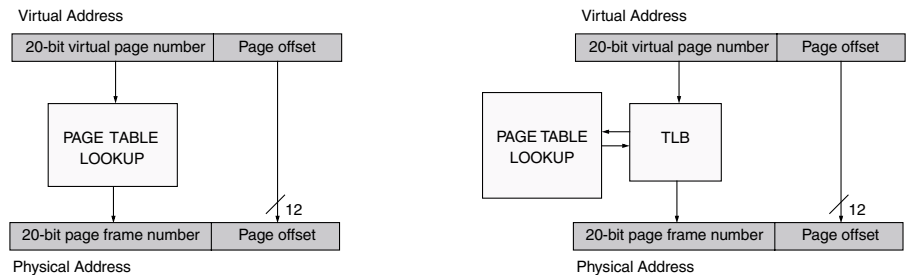 Virtual Address
20-bit virtual page number Page offset
PAGE TABLE
LOOKUP
12
20-bit page frame number Page offset
Physical Address
Virtual Address
20-bit virtual page number Page offset
PAGE TABLE
LOOKUP
TLB
12
20-bit page frame number Page offset
Physical Address